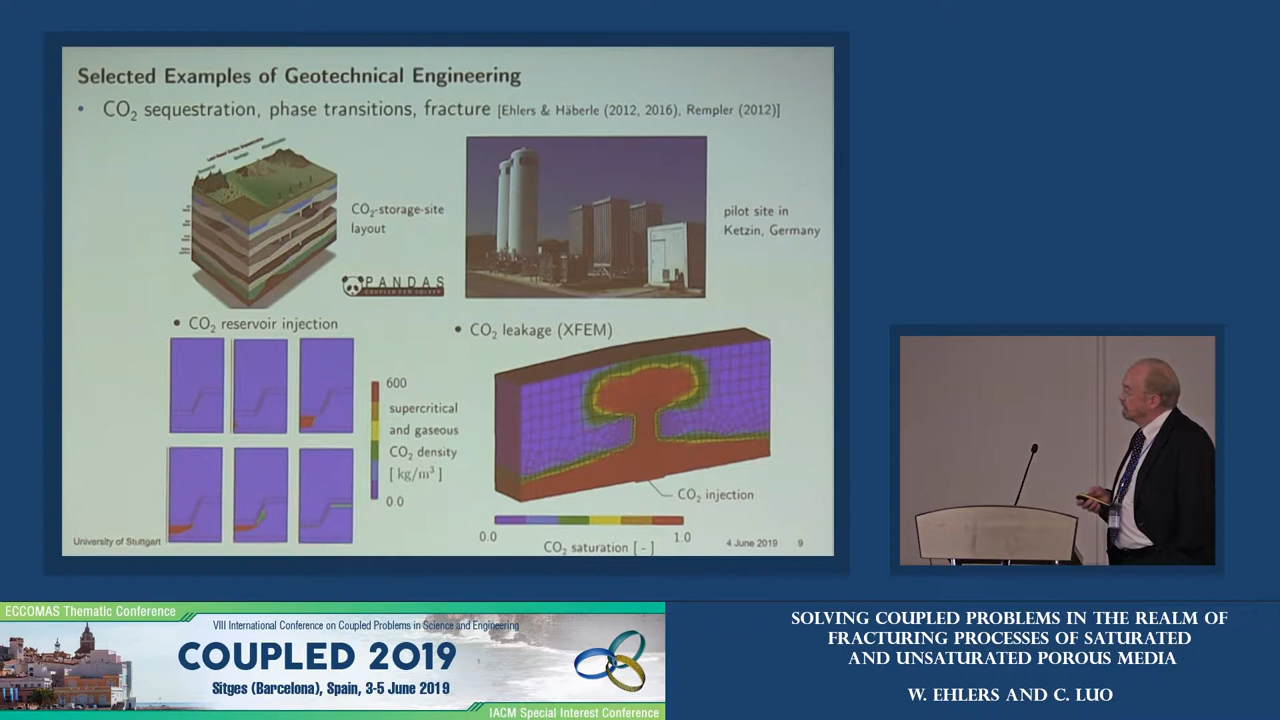 Selected Examples of Geotechnical Engineering
• CO₂ sequestration, phase transitions, fracture [Ehlers & Häberle (2012, 2016), Rempler (2012)]
CO₂-storage-site
layout
PANDAS
pilot site in
Ketzin, Germany
• CO₂ reservoir injection
600
supercritical
and gaseous
CO₂ density
[ kg/m³ ]
0.0
• CO₂ leakage (XFEM)
CO₂ injection
0.0
1.0
CO₂ saturation [ - ]
University of Stuttgart
4 June 2019
9
ECCOMAS Thematic Conference
VIII International Conference on Coupled Problems in Science and Engineering
COUPLED 2019
Sitges (Barcelona), Spain, 3-5 June 2019
IACM Special Interest Conference
SOLVING COUPLED PROBLEMS IN THE REALM OF
FRACTURING PROCESSES OF SATURATED
AND UNSATURATED POROUS MEDIA
W. EHLERS AND C. LUO